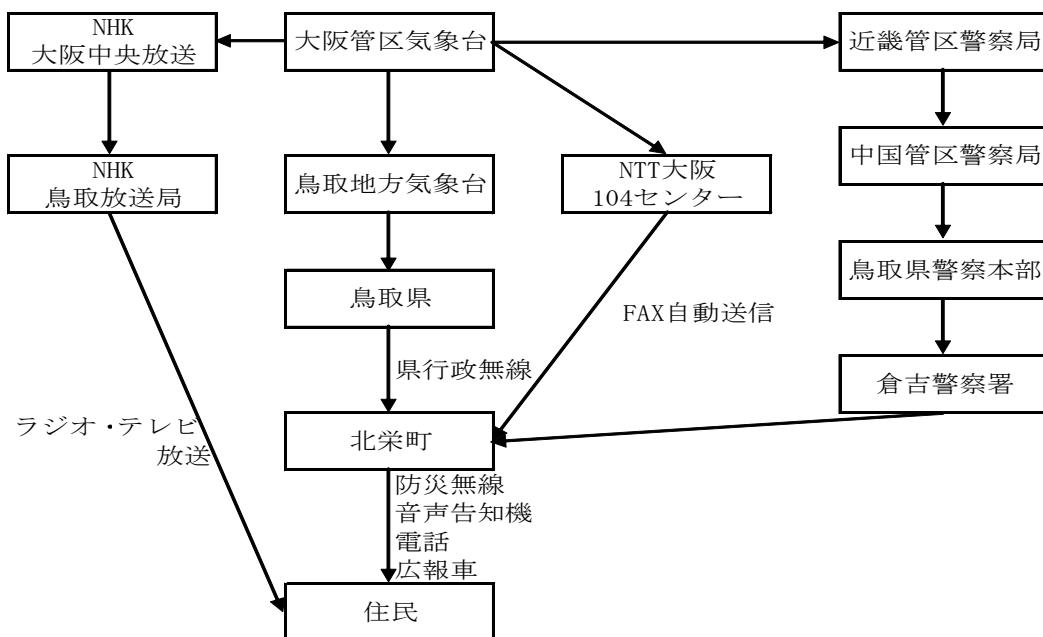 NHK
大阪中央放送
大阪管区気象台
近畿管区警察局
中国管区警察局
NHK
鳥取放送局
鳥取地方気象台
NTT大阪
104センター
鳥取県警察本部
鳥取県
FAX自動送信
県行政無線
倉吉警察署
ラジオ・テレビ
放送
北栄町
防災無線
音声告知機
電話
広報車
住民